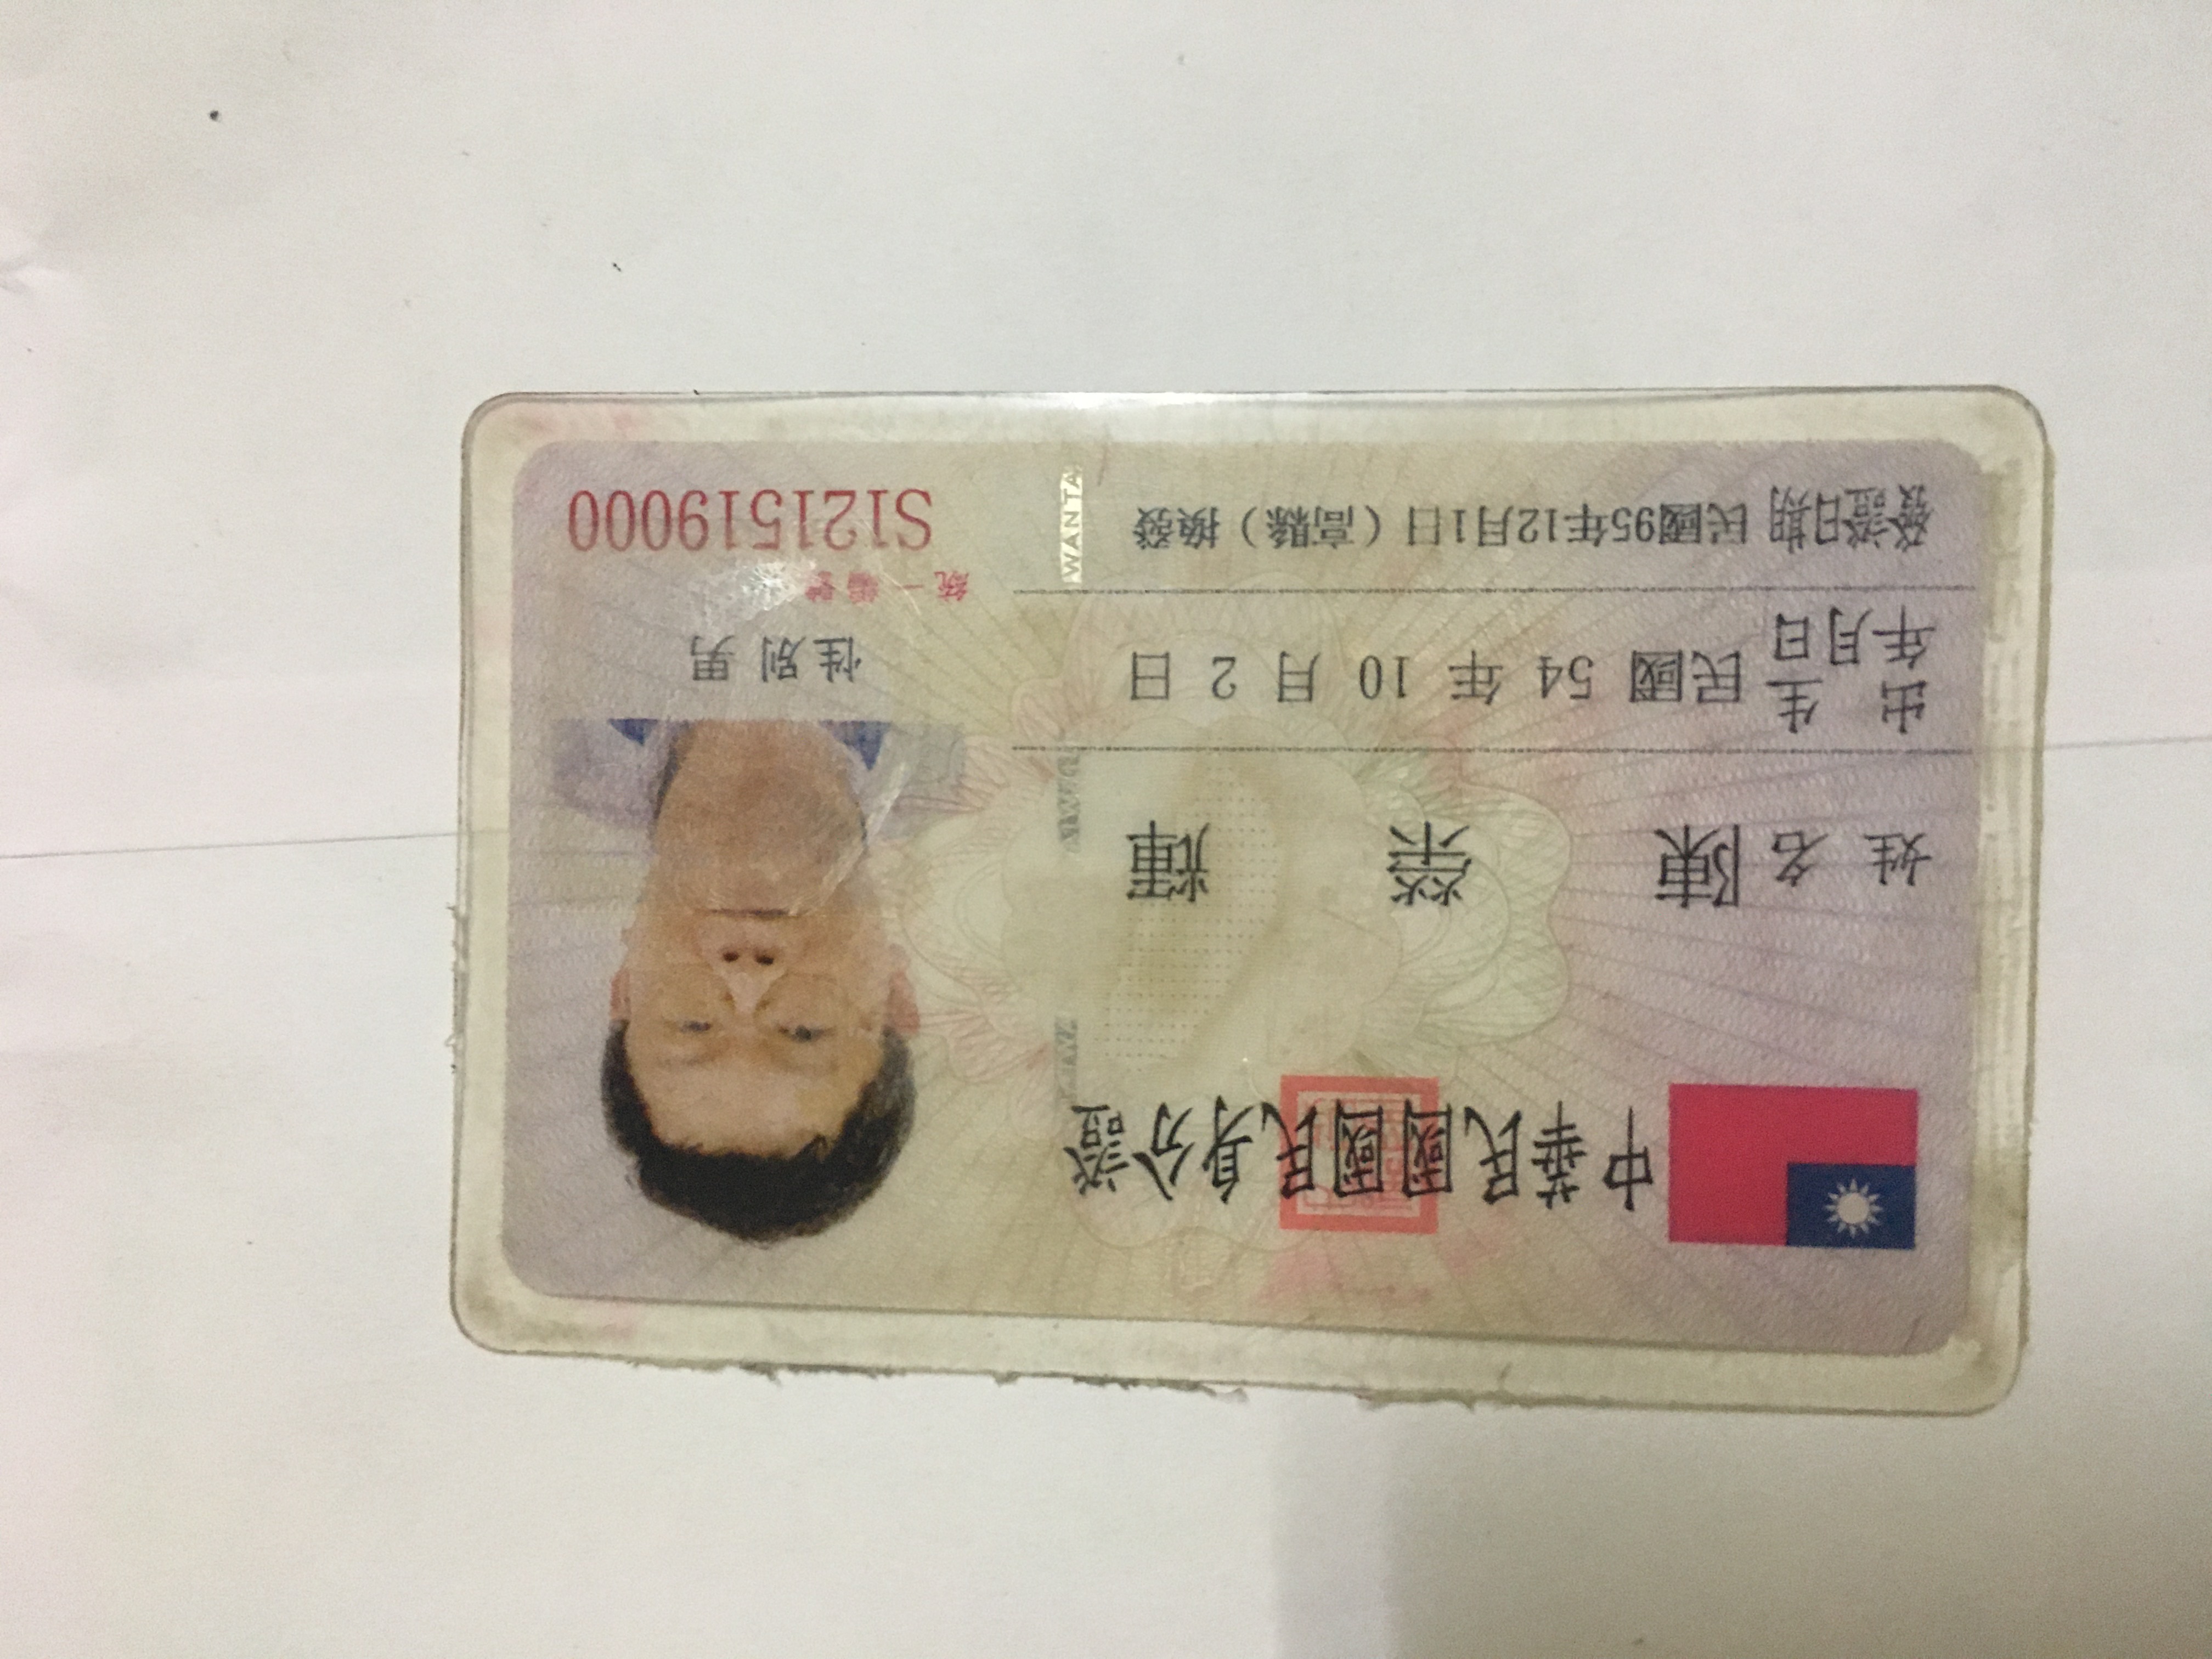 中華民國國民身分證
姓名 陳榮輝
出生年月日 民國 54 年 10 月 2 日
性別 男
發證日期 民國95年12月1日（高縣）換發
統一編號
S121519000
WANTA